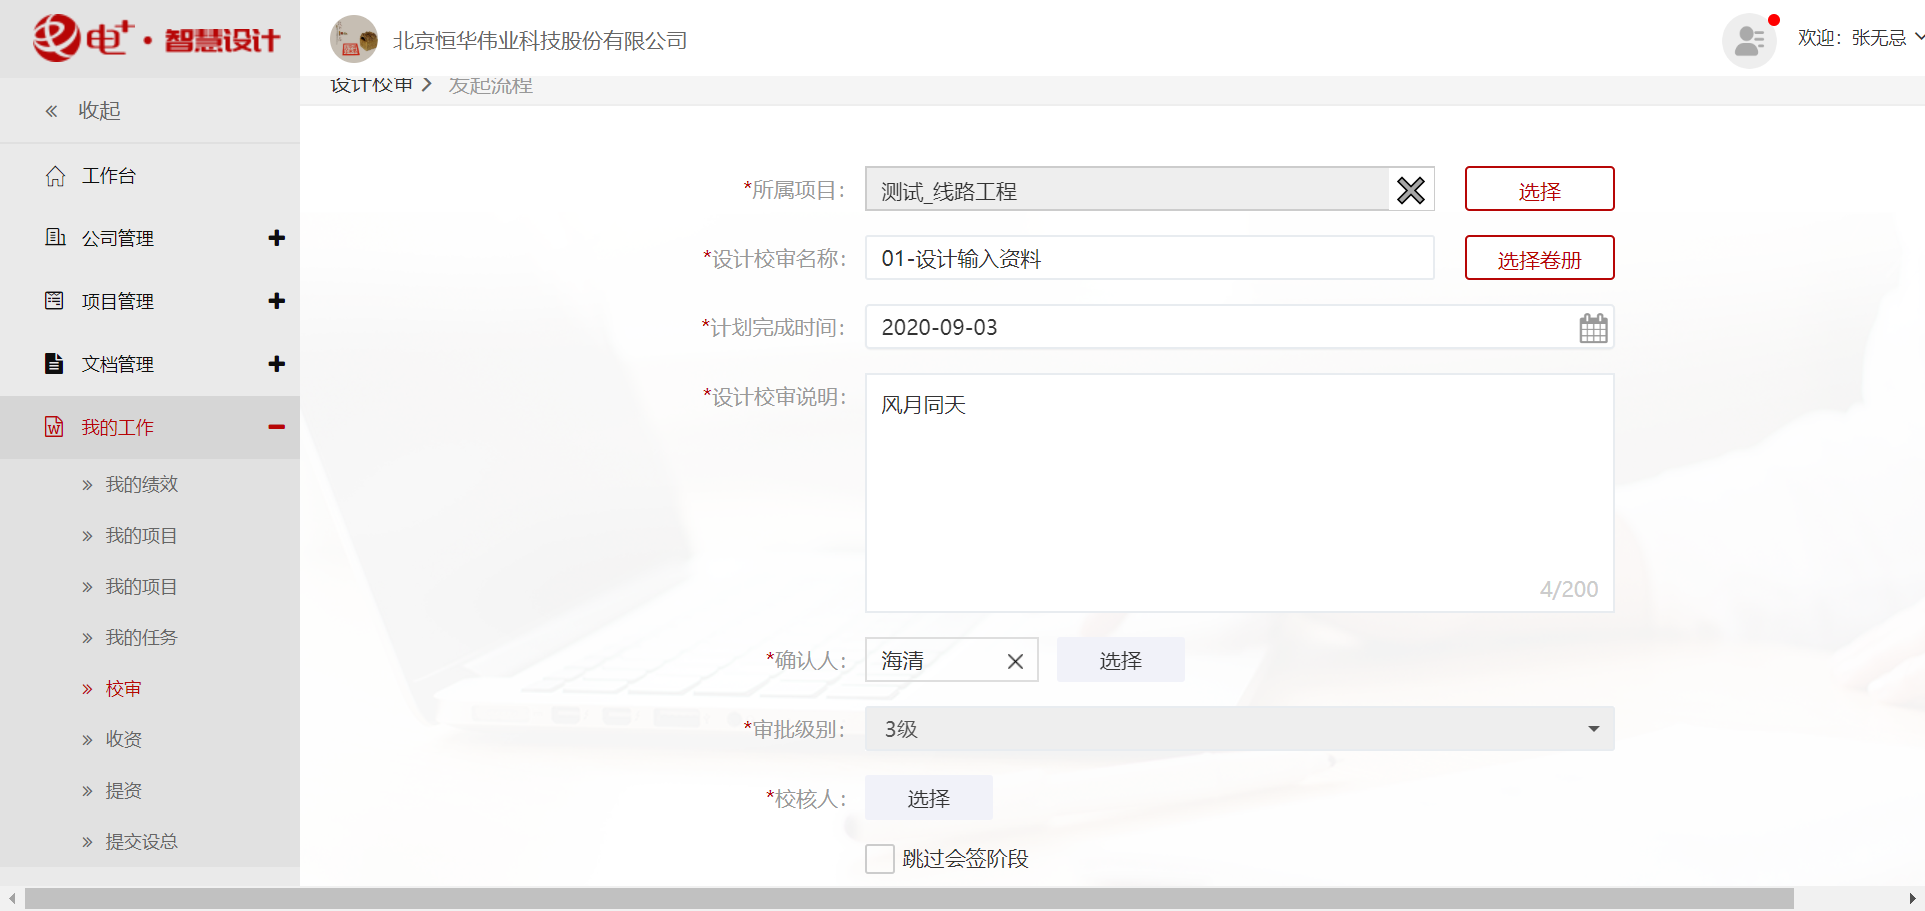 电+·智慧设计
北京恒华伟业科技股份有限公司
欢迎：张无忌
设计校审 发起流程
收起
工作台
公司管理
项目管理
文档管理
我的工作
我的绩效
我的项目
我的项目
我的任务
校审
收资
提资
提交设总
*所属项目： 测试_线路工程 选择
*设计校审名称： 01-设计输入资料 选择卷册
*计划完成时间： 2020-09-03
*设计校审说明： 风月同天
4/200
*确认人： 海清 选择
*审批级别： 3级
*校核人： 选择
跳过会签阶段